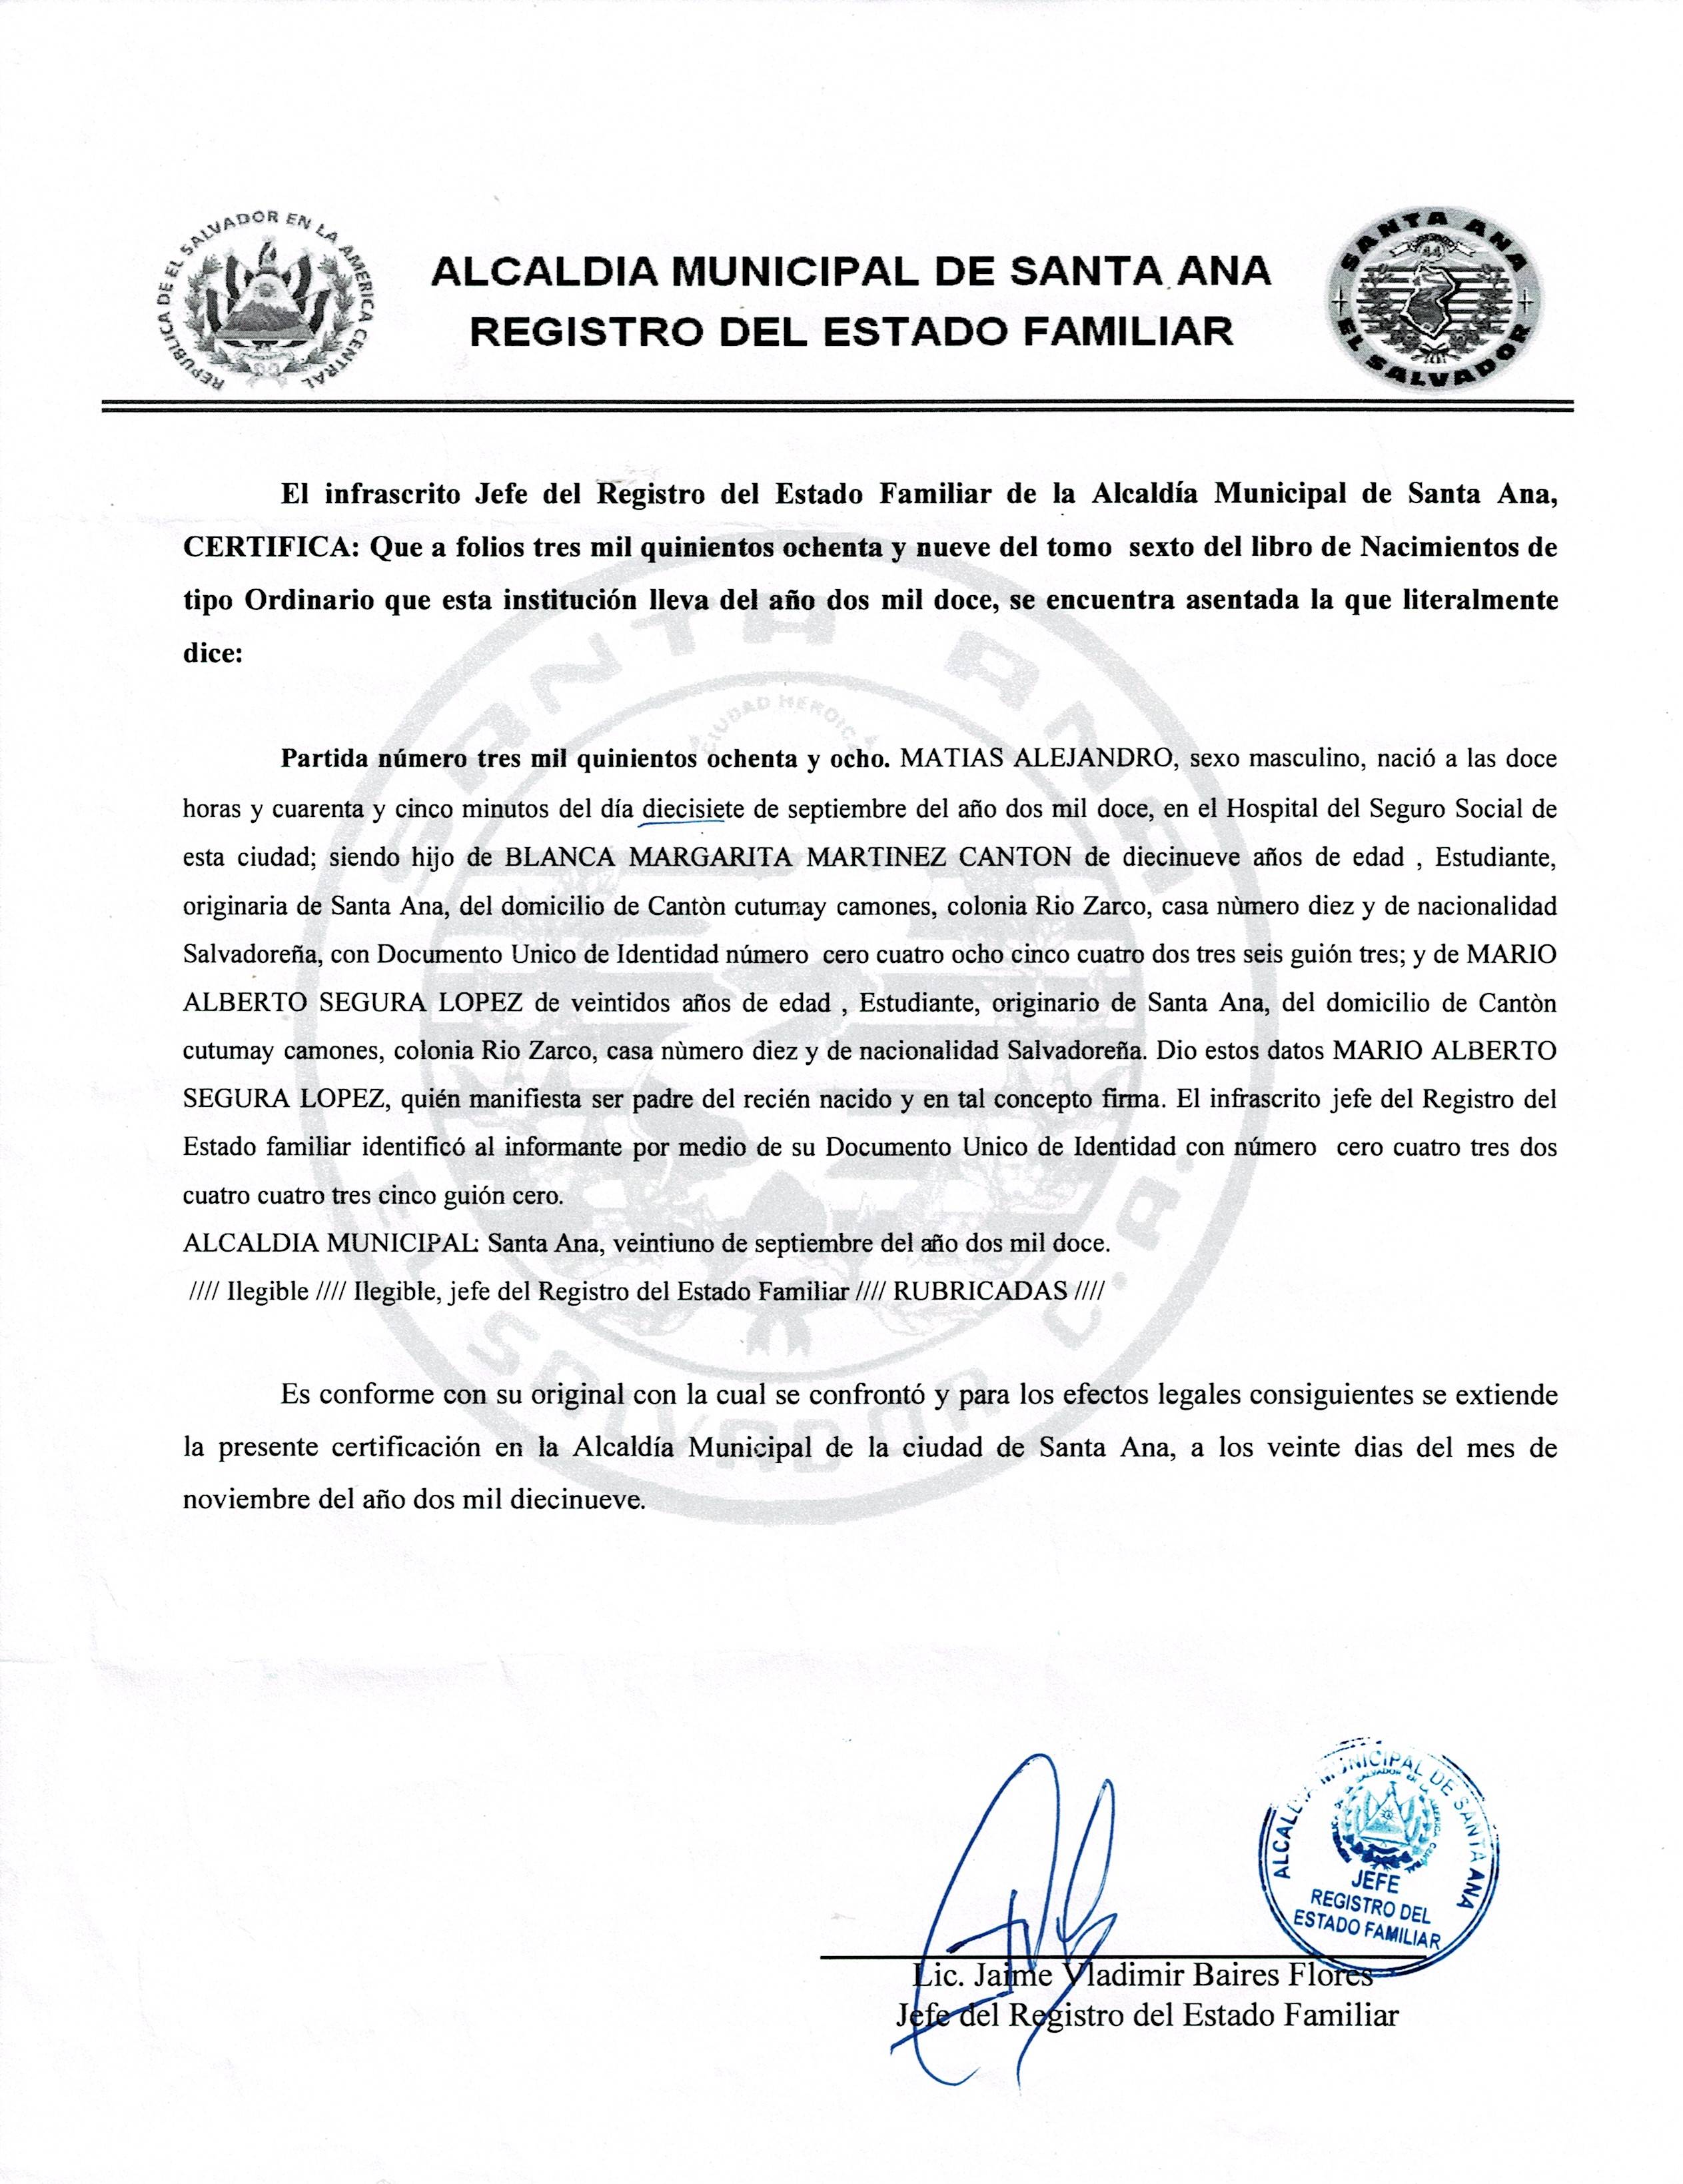 REPUBLICA DE EL SALVADOR EN LA AMERICA CENTRAL
ALCALDIA MUNICIPAL DE SANTA ANA
REGISTRO DEL ESTADO FAMILIAR
SANTA ANA
44
EL SALVADOR
El infrascrito Jefe del Registro del Estado Familiar de la Alcaldía Municipal de Santa Ana,
CERTIFICA: Que a folios tres mil quinientos ochenta y nueve del tomo sexto del libro de Nacimientos de
tipo Ordinario que esta institución lleva del año dos mil doce, se encuentra asentada la que literalmente
dice:
SANTA ANA
CIUDAD HEROICA
Partida número tres mil quinientos ochenta y ocho. MATIAS ALEJANDRO, sexo masculino, nació a las doce
horas y cuarenta y cinco minutos del día diecisiete de septiembre del año dos mil doce, en el Hospital del Seguro Social de
esta ciudad; siendo hijo de BLANCA MARGARITA MARTINEZ CANTON de diecinueve años de edad , Estudiante,
originaria de Santa Ana, del domicilio de Cantòn cutumay camones, colonia Rio Zarco, casa nùmero diez y de nacionalidad
Salvadoreña, con Documento Unico de Identidad número cero cuatro ocho cinco cuatro dos tres seis guión tres; y de MARIO
ALBERTO SEGURA LOPEZ de veintidos años de edad , Estudiante, originario de Santa Ana, del domicilio de Cantòn
cutumay camones, colonia Rio Zarco, casa nùmero diez y de nacionalidad Salvadoreña. Dio estos datos MARIO ALBERTO
SEGURA LOPEZ, quién manifiesta ser padre del recién nacido y en tal concepto firma. El infrascrito jefe del Registro del
Estado familiar identificó al informante por medio de su Documento Unico de Identidad con número cero cuatro tres dos
cuatro cuatro tres cinco guión cero.
ALCALDIA MUNICIPAL: Santa Ana, veintiuno de septiembre del año dos mil doce.
//// Ilegible //// Ilegible, jefe del Registro del Estado Familiar //// RUBRICADAS ////
EL SALVADOR C.A.
Es conforme con su original con la cual se confrontó y para los efectos legales consiguientes se extiende
la presente certificación en la Alcaldía Municipal de la ciudad de Santa Ana, a los veinte dias del mes de
noviembre del año dos mil diecinueve.
ALCALDIA MUNICIPAL DE SANTA ANA
JEFE
REGISTRO DEL
ESTADO FAMILIAR
Lic. Jaime Vladimir Baires Flores
Jefe del Registro del Estado Familiar